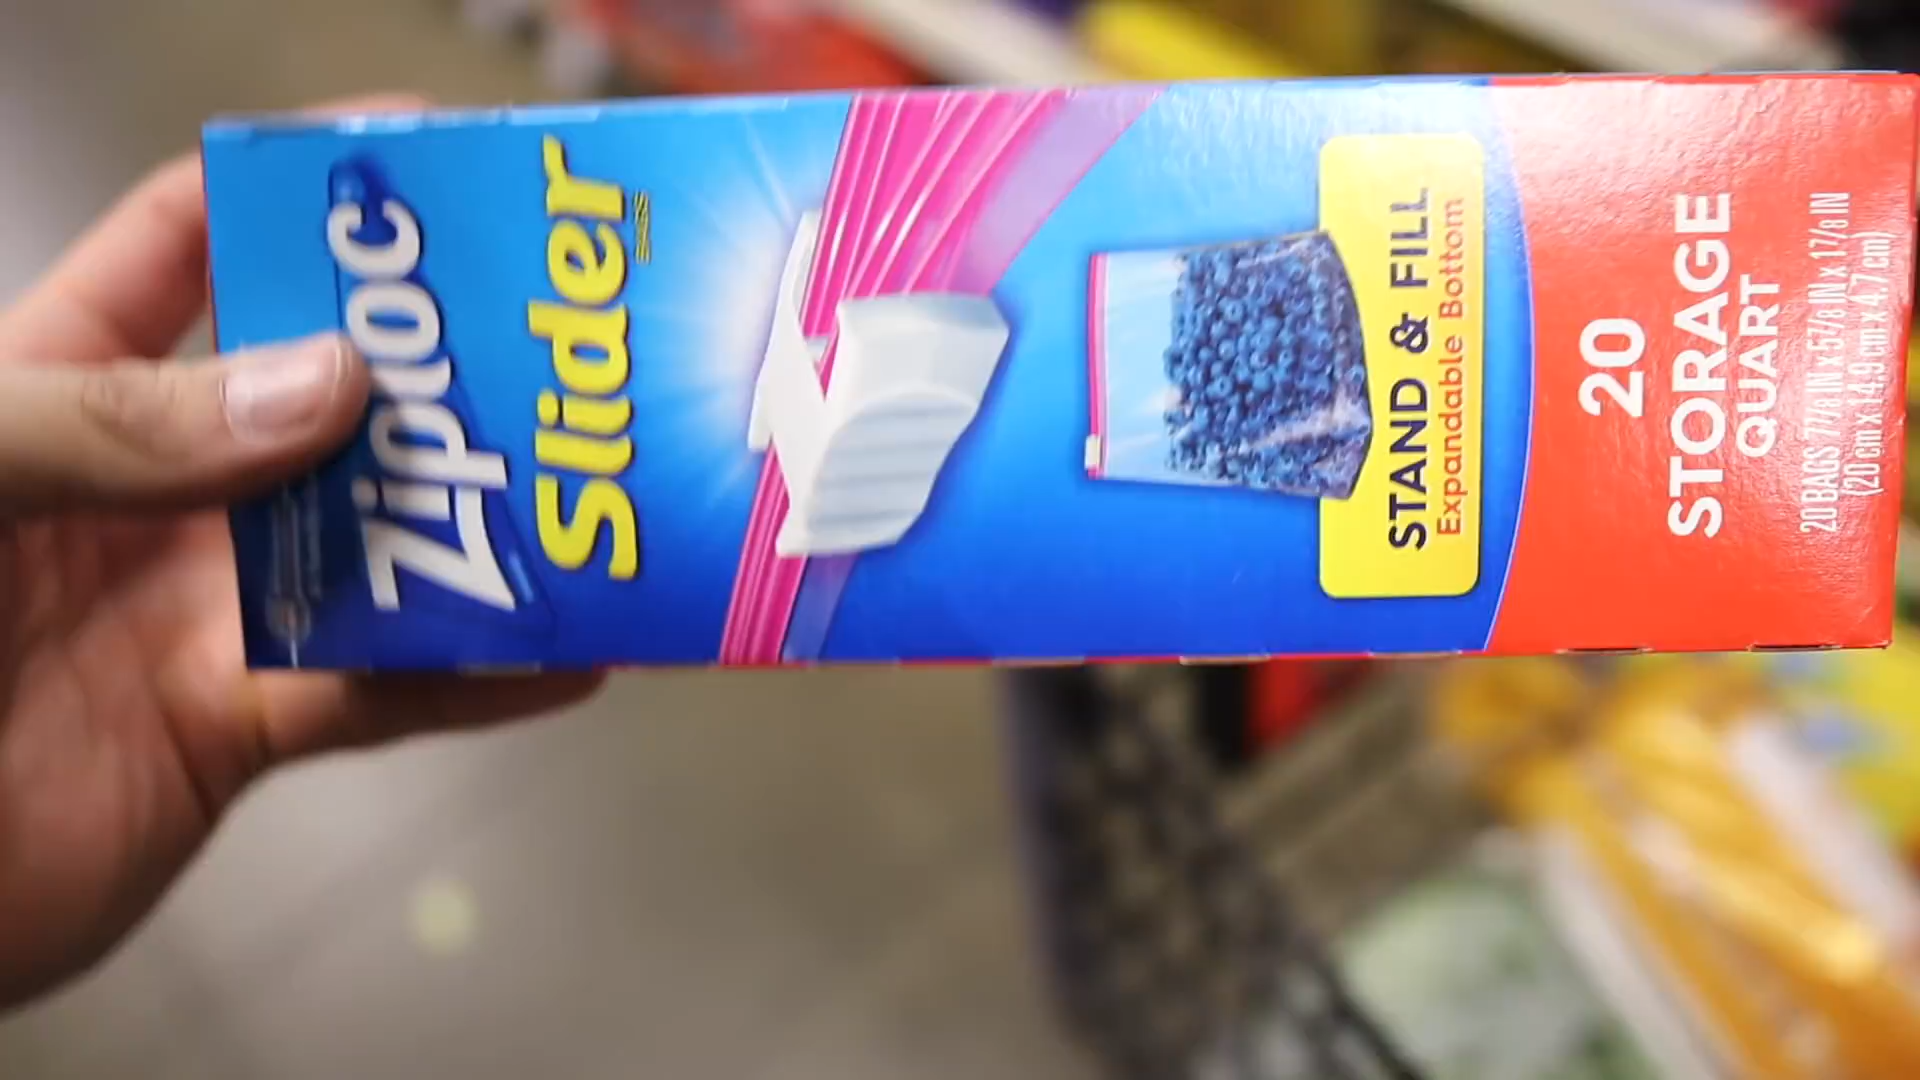 Ziploc
Slider
STAND & FILL
Expandable Bottom
20
STORAGE
QUART
20 BAGS 7 7/8 IN x 5 7/8 IN x 1 7/8 IN
(20 cm x 14.9 cm x 4.7 cm)